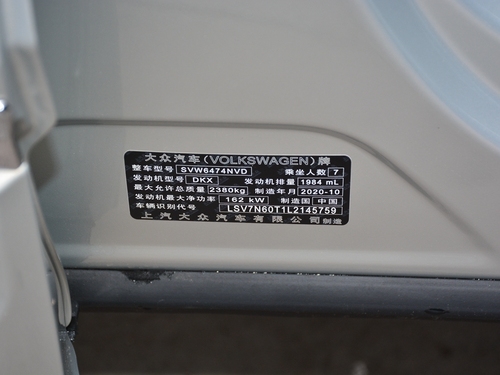 大众汽车(VOLKSWAGEN)牌
整车型号 SVW6474NVD 乘坐人数 7
发动机型号 DKX 发动机排量 1984 mL
最大允许总质量 2380kg 制造年月 2020-10
发动机最大净功率 162 kW 制造国 中国
车辆识别代号 LSV7N60T1L2145759
上汽大众汽车有限公司制造